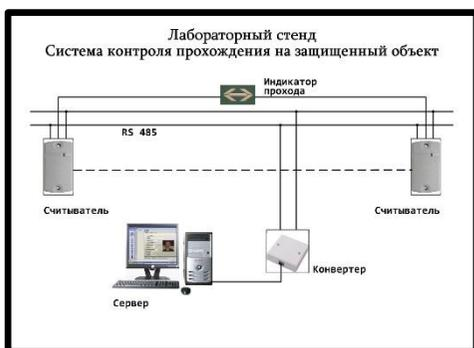 Лабораторный стенд
Система контроля прохождения на защищенный объект
Индикатор
прохода
RS 485
Считыватель
Считыватель
Конвертер
Сервер